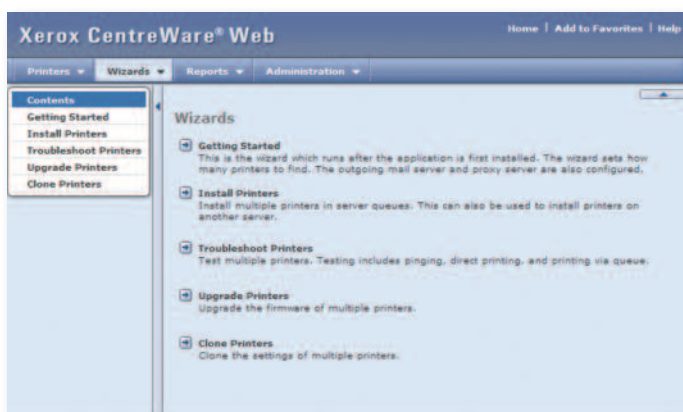 Xerox CentreWare® Web
Home | Add to Favorites | Help
Printers Wizards Reports Administration
Contents
Getting Started
Install Printers
Troubleshoot Printers
Upgrade Printers
Clone Printers
Wizards
Getting Started
This is the wizard which runs after the application is first installed. The wizard sets how
many printers to find. The outgoing mail server and proxy server are also configured.
Install Printers
Install multiple printers in server queues. This can also be used to install printers on
another server.
Troubleshoot Printers
Test multiple printers. Testing includes pinging, direct printing, and printing via queue.
Upgrade Printers
Upgrade the firmware of multiple printers.
Clone Printers
Clone the settings of multiple printers.